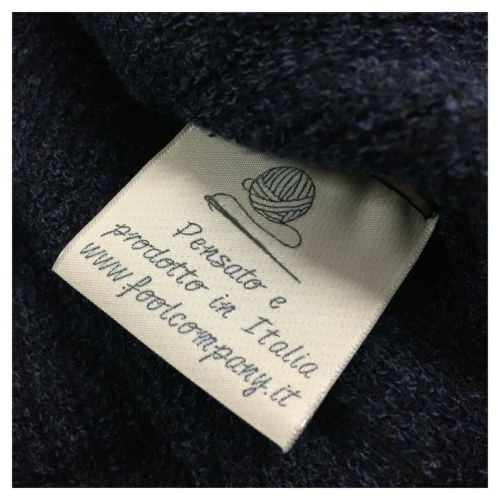 Pensato e
prodotto in Italia
www.foolcompany.it